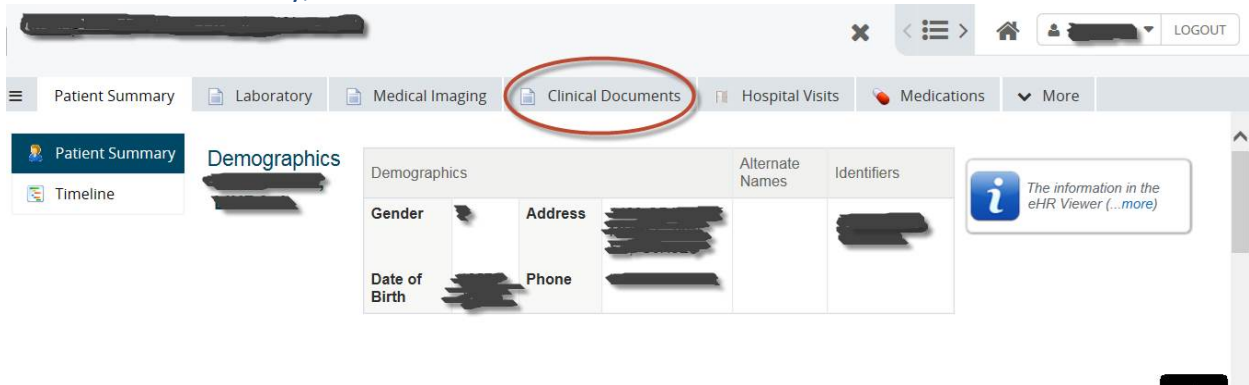 LOGOUT
Patient Summary Laboratory Medical Imaging Clinical Documents Hospital Visits Medications More
Patient Summary
Timeline
Demographics
Demographics Alternate Names Identifiers
Gender Address
Date of Birth Phone
The information in the
eHR Viewer (...more)